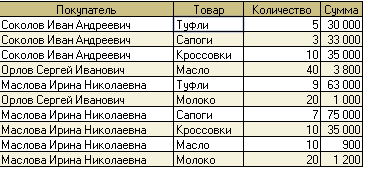 Покупатель Товар Количество Сумма
Соколов Иван Андреевич Туфли 5 30 000
Соколов Иван Андреевич Сапоги 3 33 000
Соколов Иван Андреевич Кроссовки 10 35 000
Орлов Сергей Иванович Масло 40 3 800
Маслова Ирина Николаевна Туфли 9 63 000
Орлов Сергей Иванович Молоко 20 1 000
Маслова Ирина Николаевна Сапоги 7 75 000
Маслова Ирина Николаевна Кроссовки 10 35 000
Маслова Ирина Николаевна Масло 10 900
Маслова Ирина Николаевна Молоко 20 1 200